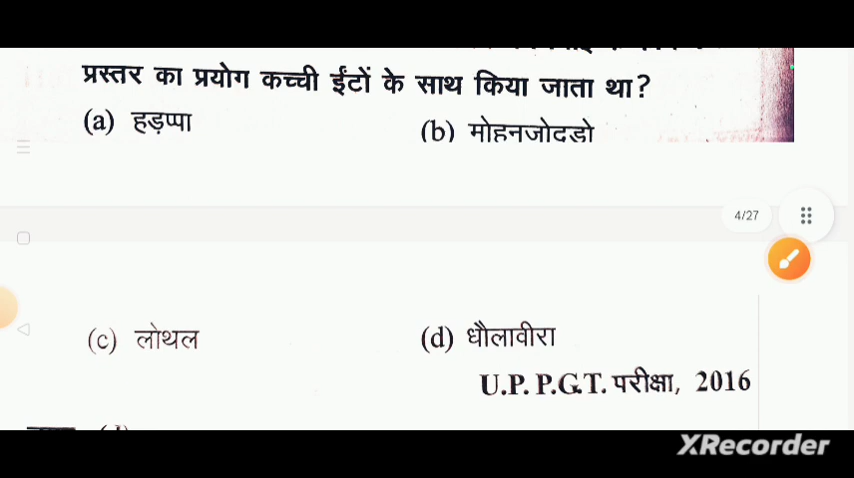 प्रस्तर का प्रयोग कच्ची ईंटों के साथ किया जाता था?
(a) हड़प्पा
(b) मोहनजोदड़ो
4/27
(c) लोथल
(d) धौलावीरा
U.P. P.G.T. परीक्षा, 2016
XRecorder